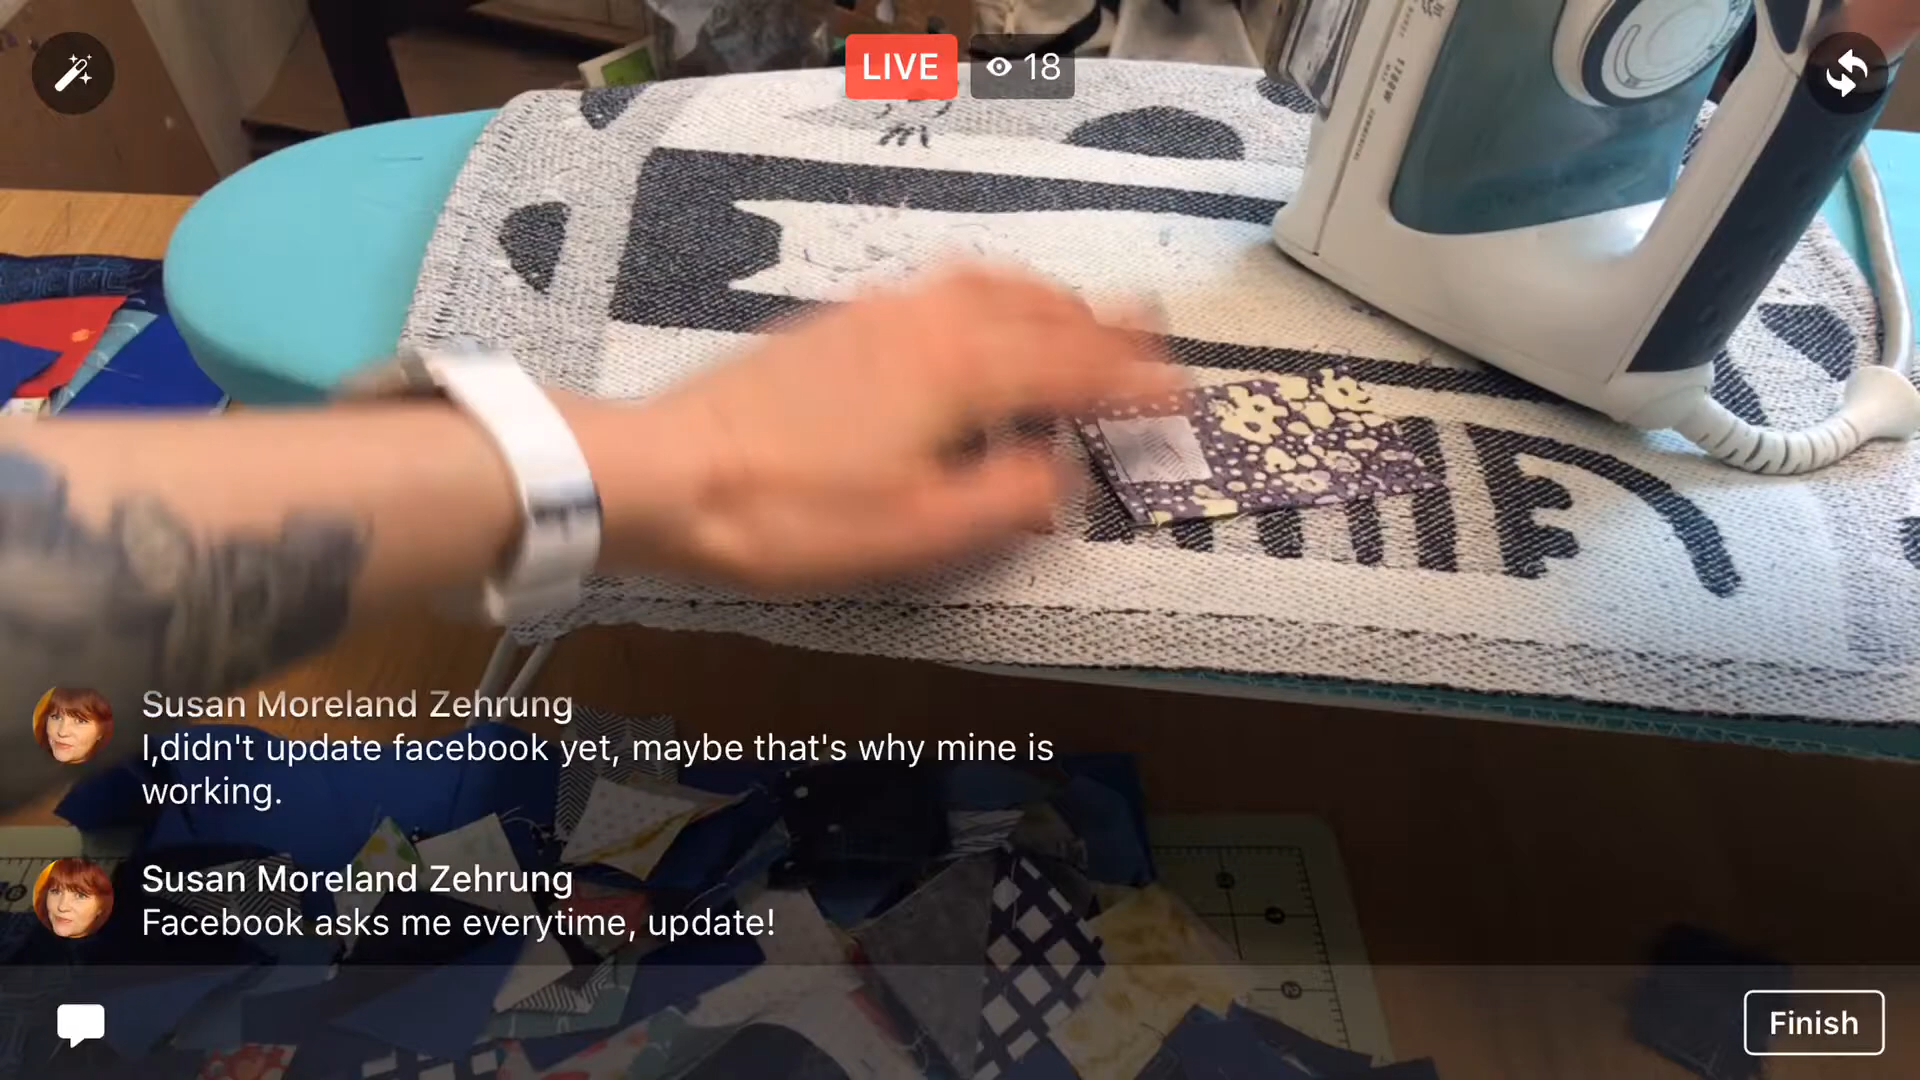 LIVE
18
1700W
Susan Moreland Zehrung
I,didn't update facebook yet, maybe that's why mine is
working.
Susan Moreland Zehrung
Facebook asks me everytime, update!
Finish